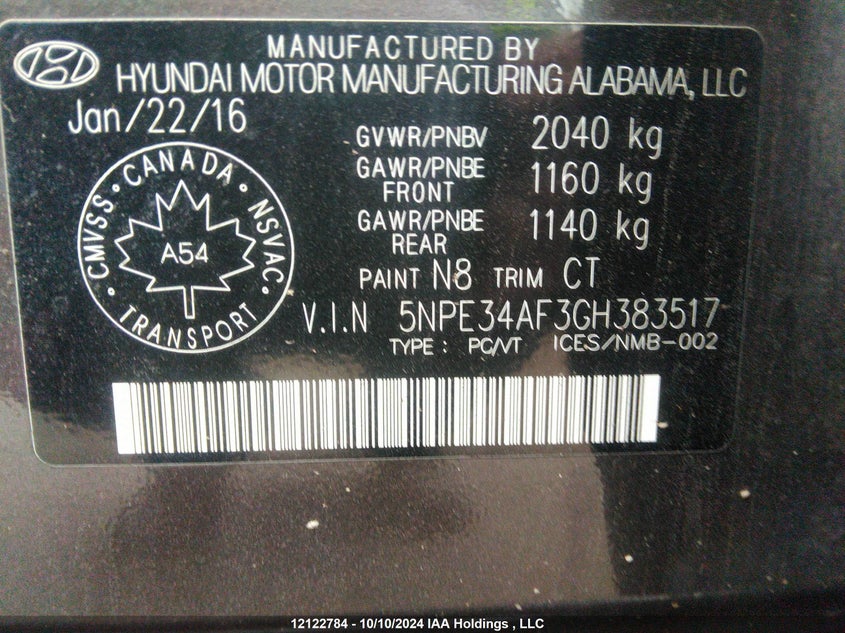 MANUFACTURED BY
HYUNDAI MOTOR MANUFACTURING ALABAMA, LLC
Jan/22/16
GVWR/PNBV 2040 kg
GAWR/PNBE FRONT 1160 kg
GAWR/PNBE REAR 1140 kg
CANADA
CMVSS • NSVAC
A54
TRANSPORT
PAINT N8 TRIM CT
V.I.N 5NPE34AF3GH383517
TYPE : PC/VT ICES/NMB-002
12122784 - 10/10/2024 IAA Holdings , LLC